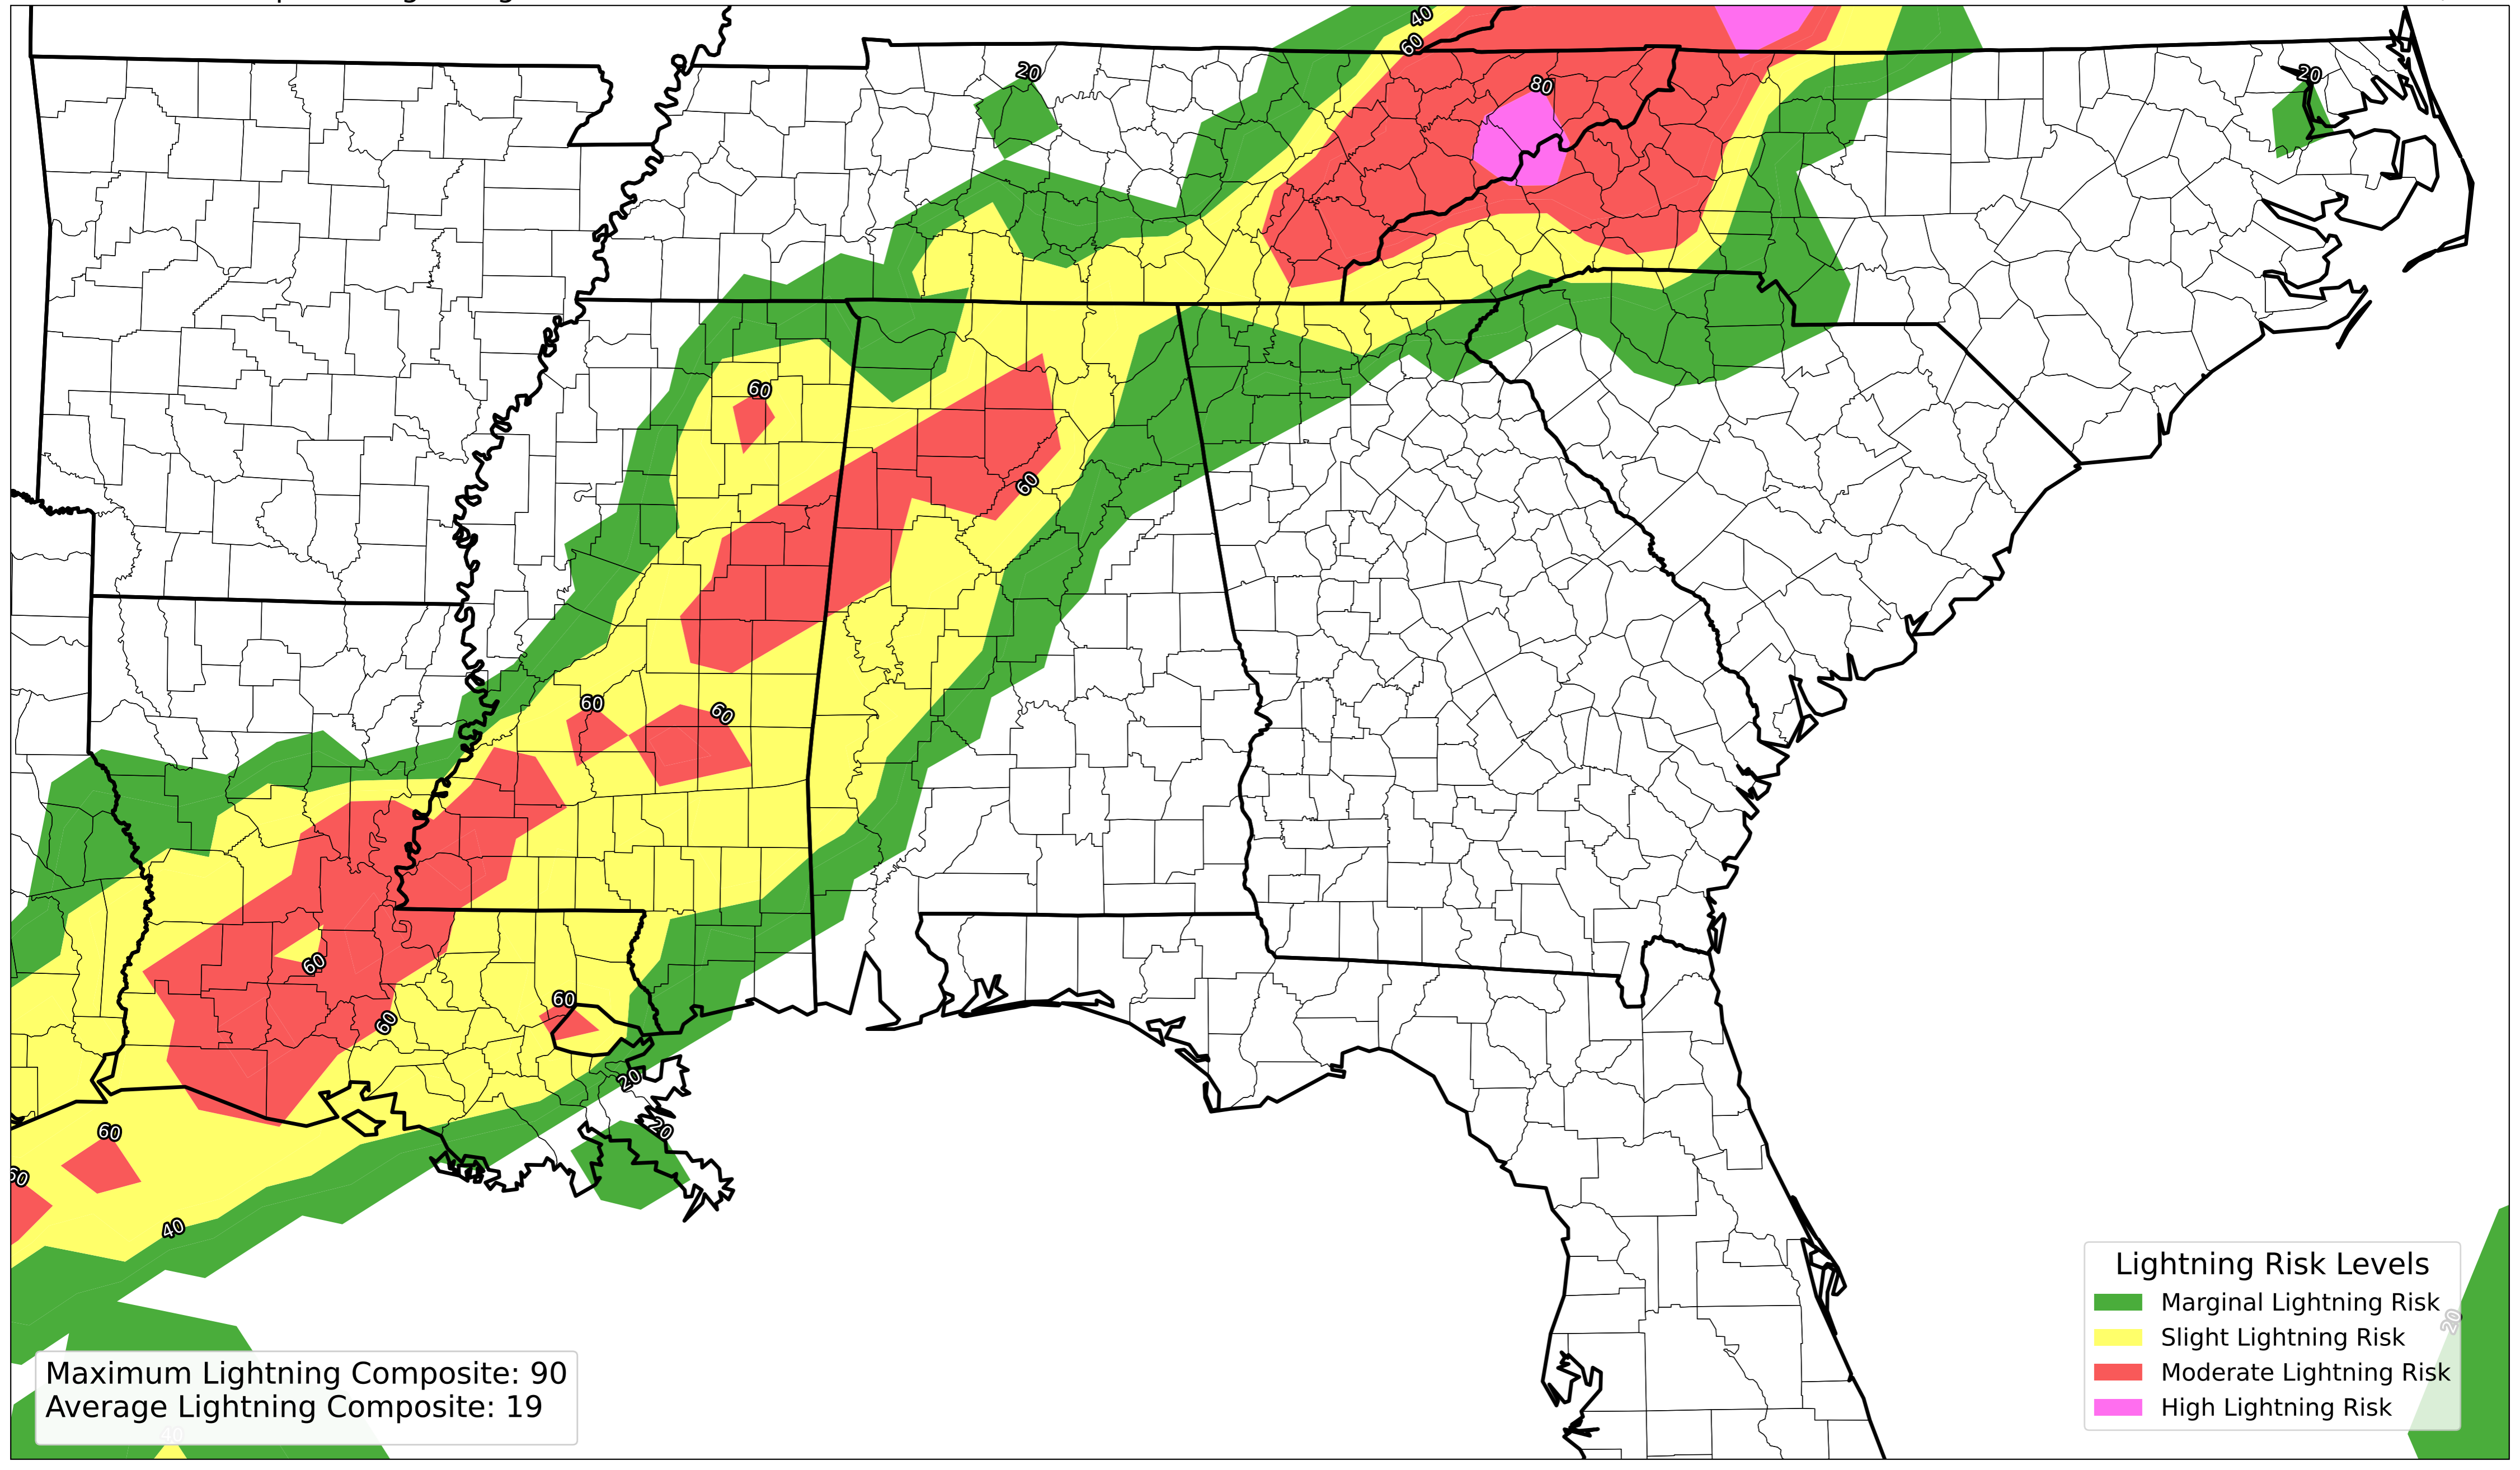 40
60
20
80
20
60
60
60
60
60
60
60
20
20
60
60
40
20
Lightning Risk Levels
Marginal Lightning Risk
Slight Lightning Risk
Moderate Lightning Risk
High Lightning Risk
Maximum Lightning Composite: 90
Average Lightning Composite: 19
40